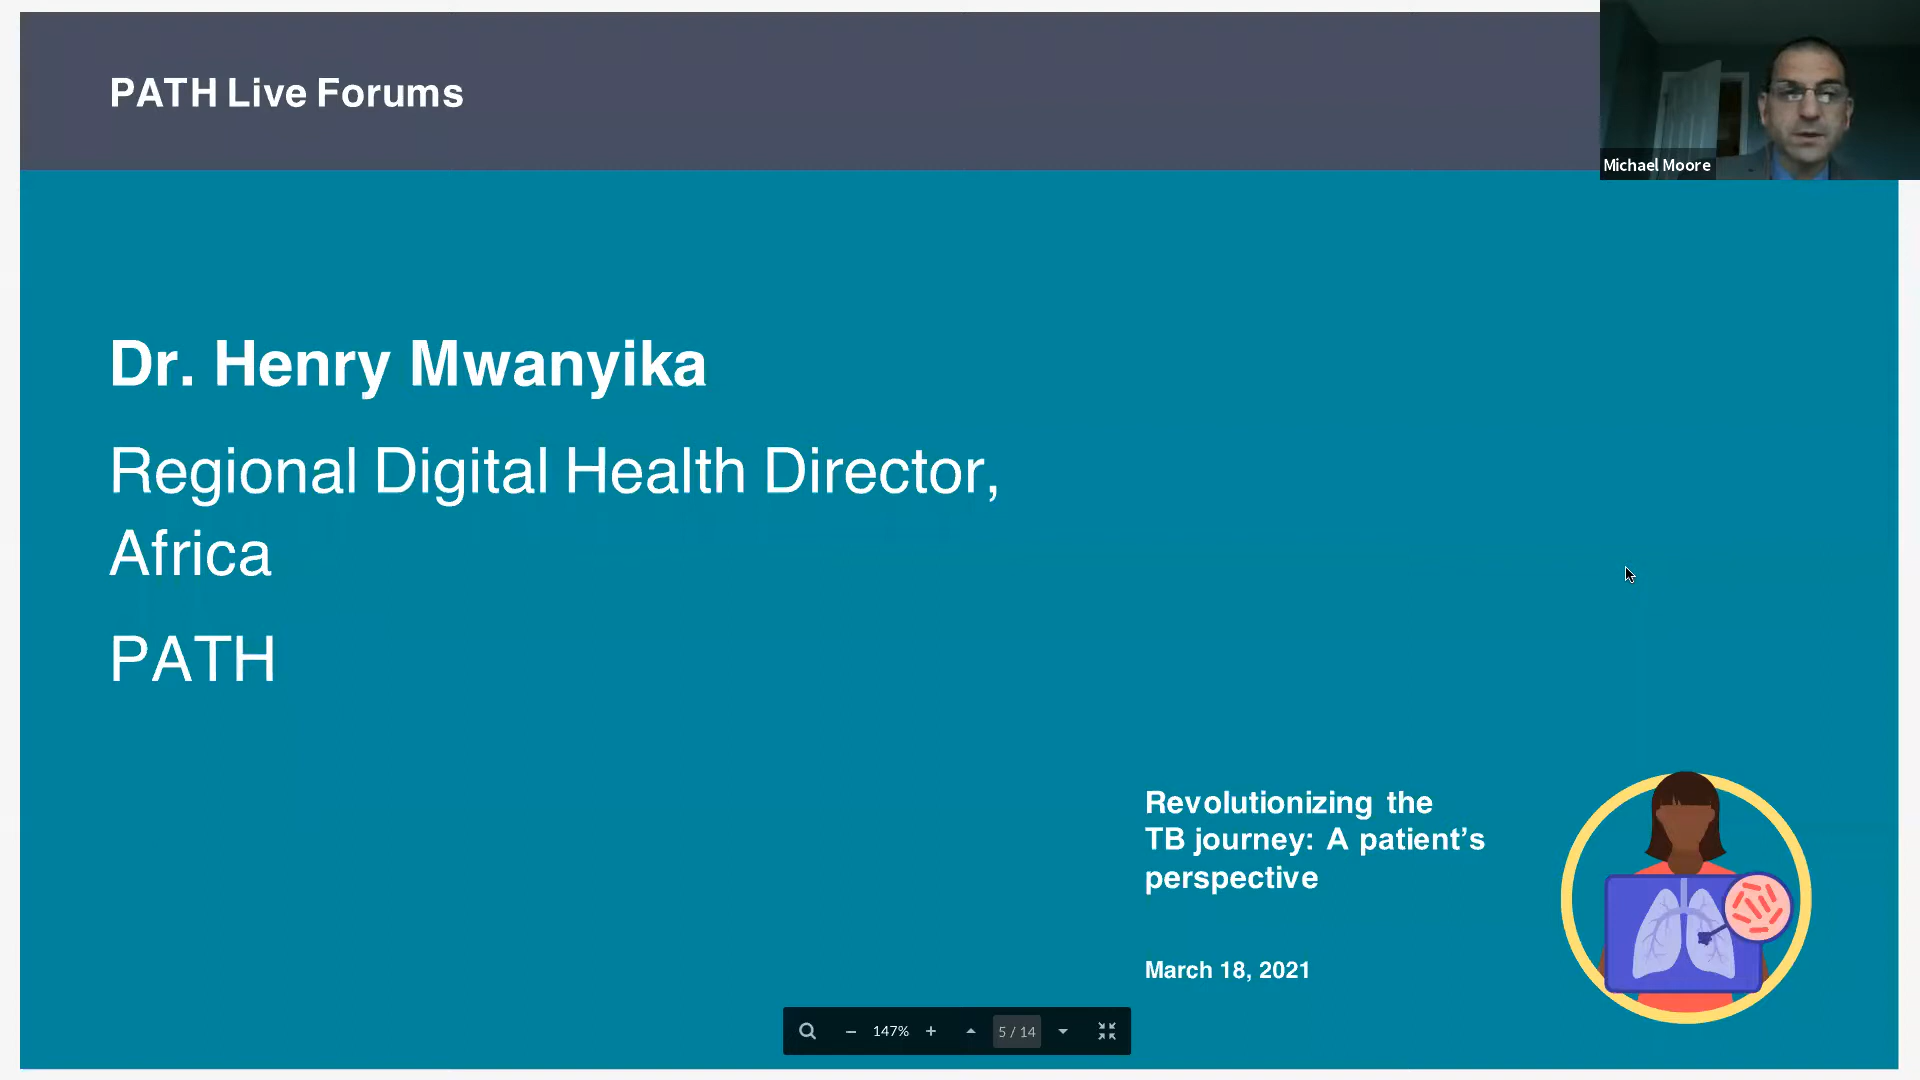 PATH Live Forums
Michael Moore
Dr. Henry Mwanyika
Regional Digital Health Director,
Africa
PATH
Revolutionizing the
TB journey: A patient’s
perspective
March 18, 2021
147%
5 / 14